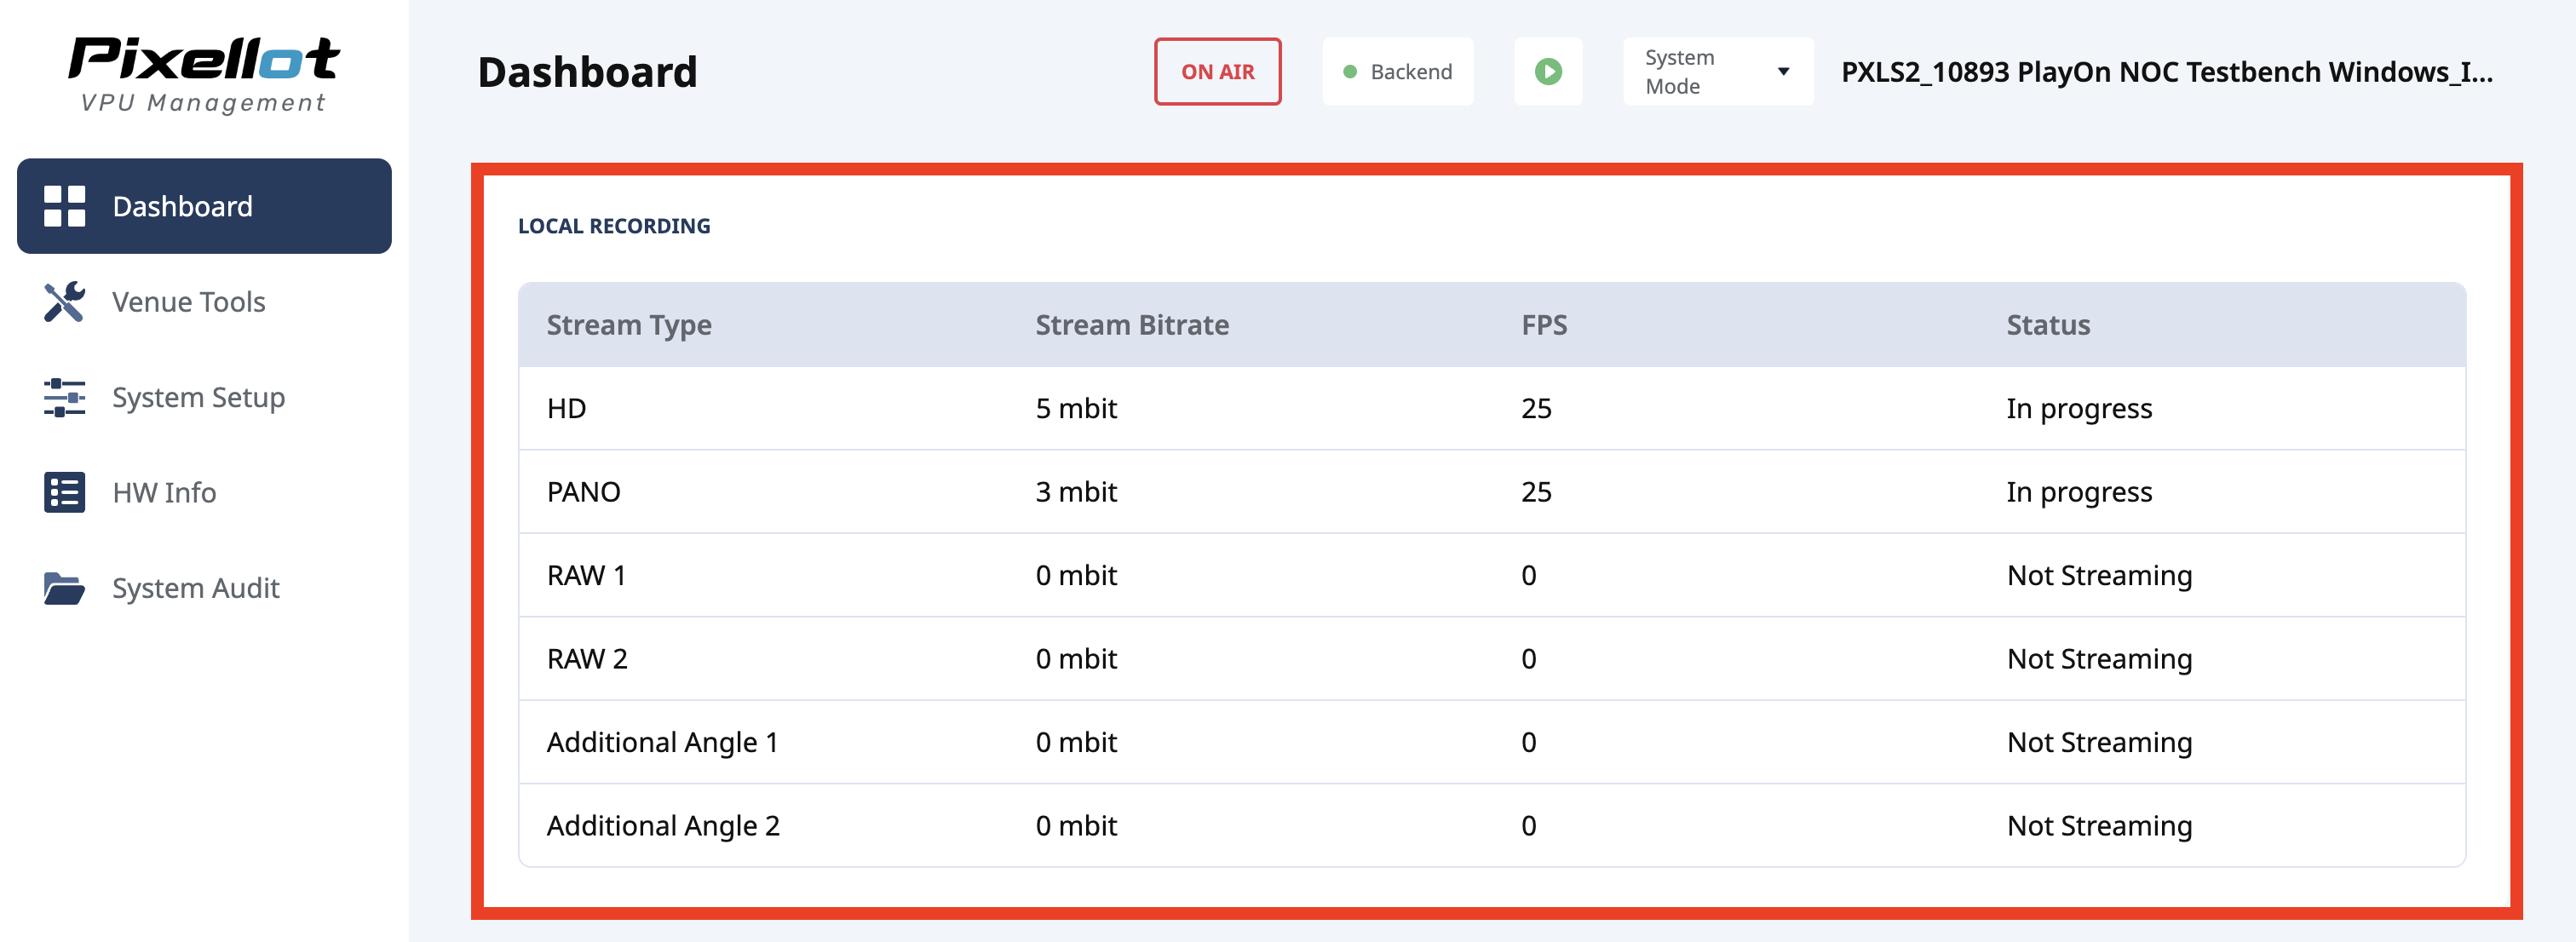 Pixellot
VPU Management
Dashboard
Venue Tools
System Setup
HW Info
System Audit
Dashboard
ON AIR
Backend
System
Mode
PXLS2_10893 PlayOn NOC Testbench Windows_I...
LOCAL RECORDING
Stream Type Stream Bitrate FPS Status
HD 5 mbit 25 In progress
PANO 3 mbit 25 In progress
RAW 1 0 mbit 0 Not Streaming
RAW 2 0 mbit 0 Not Streaming
Additional Angle 1 0 mbit 0 Not Streaming
Additional Angle 2 0 mbit 0 Not Streaming